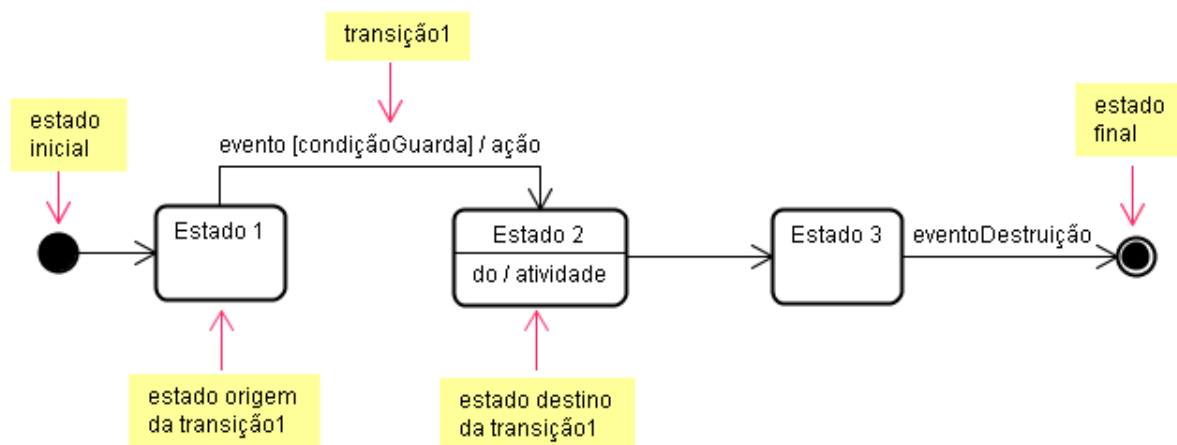 transição1
estado
inicial
estado
final
evento [condiçãoGuarda] / ação
Estado 1
Estado 2
do / atividade
Estado 3
eventoDestruição
estado origem
da transição1
estado destino
da transição1